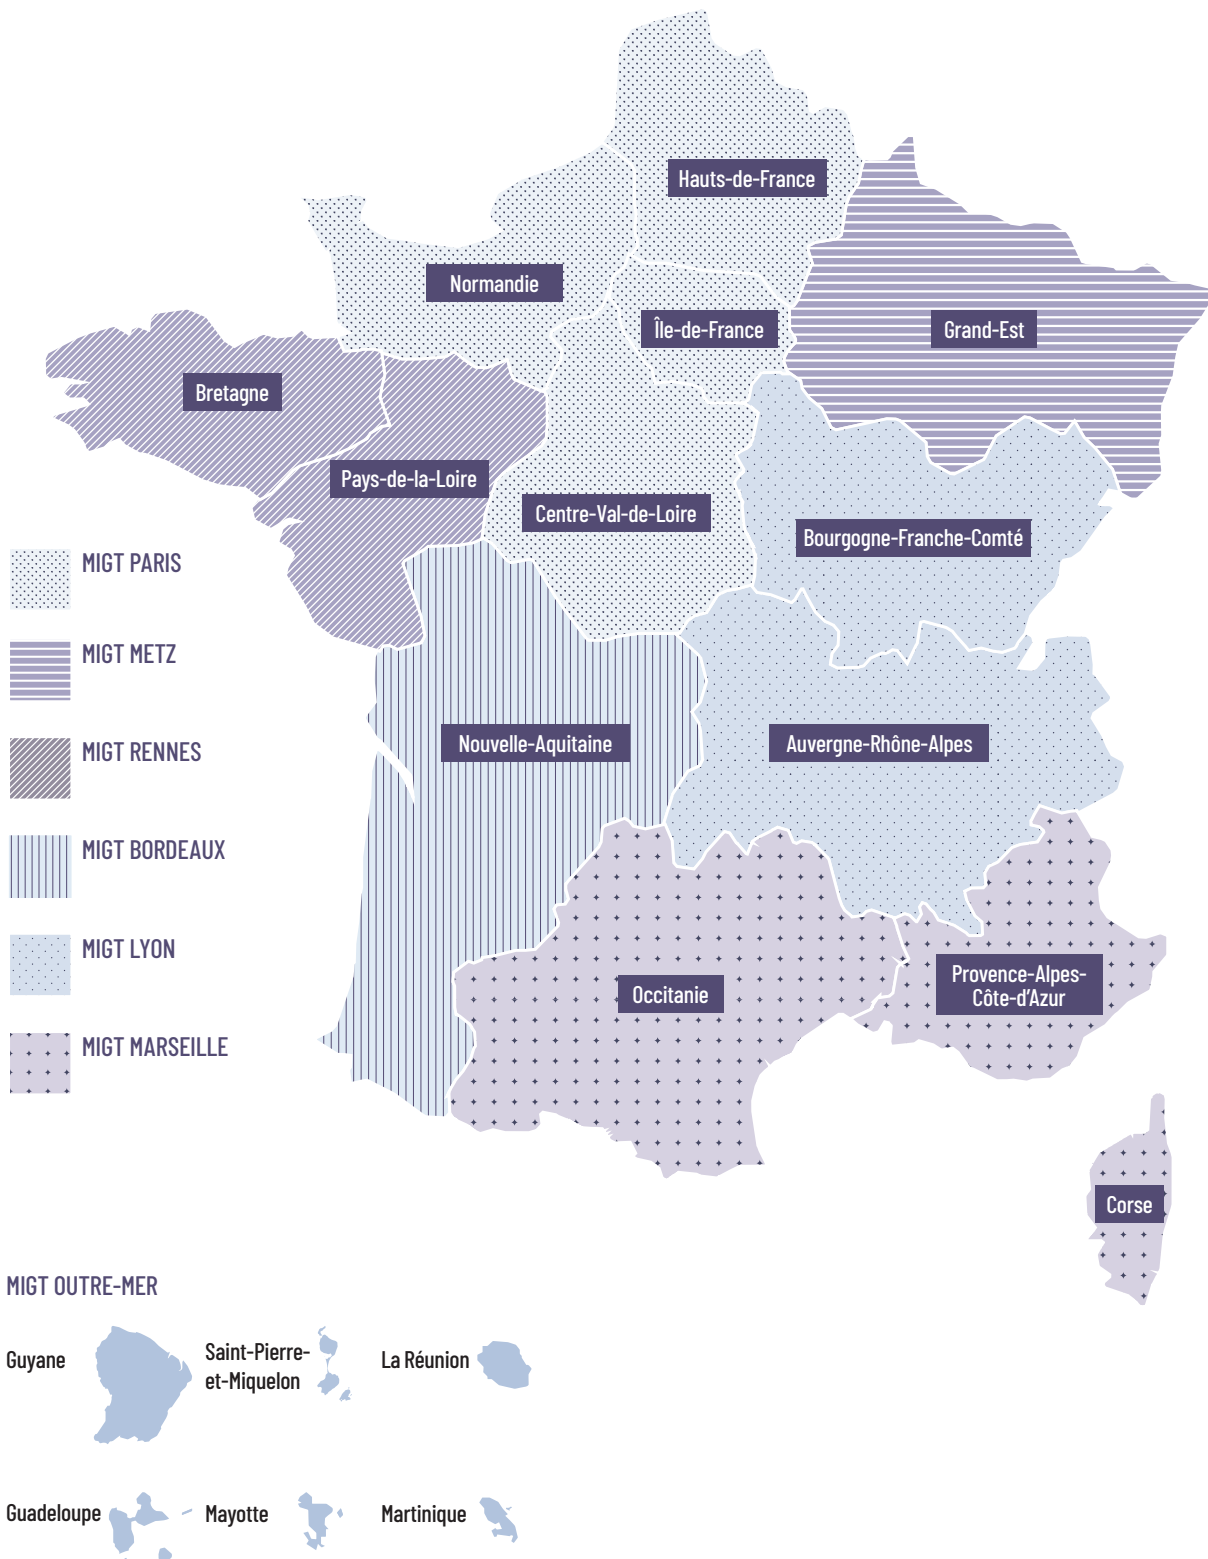 Hauts-de-France
Normandie
Île-de-France
Grand-Est
Bretagne
Pays-de-la-Loire
Centre-Val-de-Loire
Bourgogne-Franche-Comté
MIGT PARIS
MIGT METZ
MIGT RENNES
Nouvelle-Aquitaine
Auvergne-Rhône-Alpes
MIGT BORDEAUX
MIGT LYON
Occitanie
Provence-Alpes-
Côte-d'Azur
MIGT MARSEILLE
Corse
MIGT OUTRE-MER
Guyane
Saint-Pierre-
et-Miquelon
La Réunion
Guadeloupe
Mayotte
Martinique